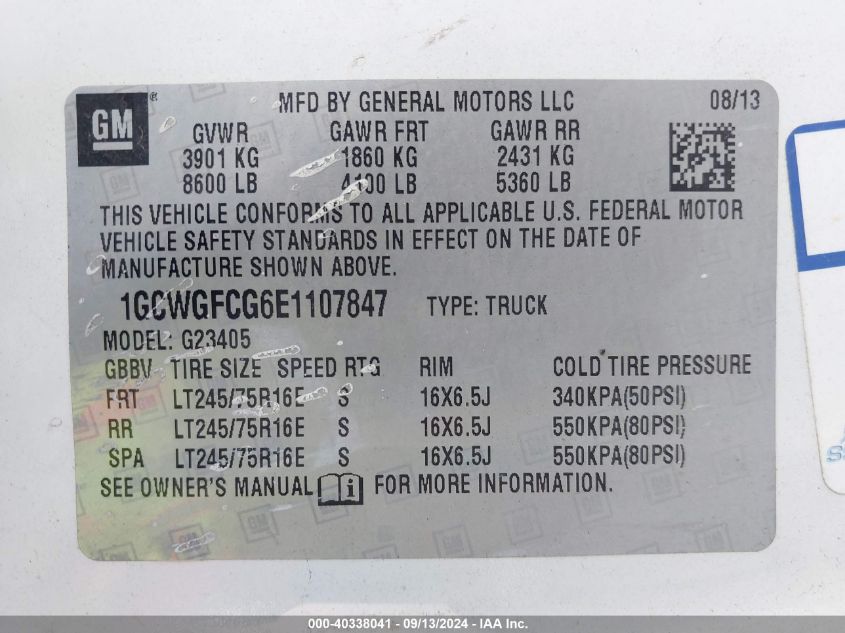 GM ® MFD BY GENERAL MOTORS LLC 08/13
GVWR GAWR FRT GAWR RR
3901 KG 1860 KG 2431 KG
8600 LB 4100 LB 5360 LB
THIS VEHICLE CONFORMS TO ALL APPLICABLE U.S. FEDERAL MOTOR
VEHICLE SAFETY STANDARDS IN EFFECT ON THE DATE OF
MANUFACTURE SHOWN ABOVE.
1GCWGFCG6E1107847 TYPE: TRUCK
MODEL: G23405
GBBV TIRE SIZE SPEED RTG RIM COLD TIRE PRESSURE
FRT LT245/75R16E S 16X6.5J 340KPA(50PSI)
RR LT245/75R16E S 16X6.5J 550KPA(80PSI)
SPA LT245/75R16E S 16X6.5J 550KPA(80PSI)
SEE OWNER'S MANUAL i FOR MORE INFORMATION.
000-40338041 - 09/13/2024 - IAA Inc.